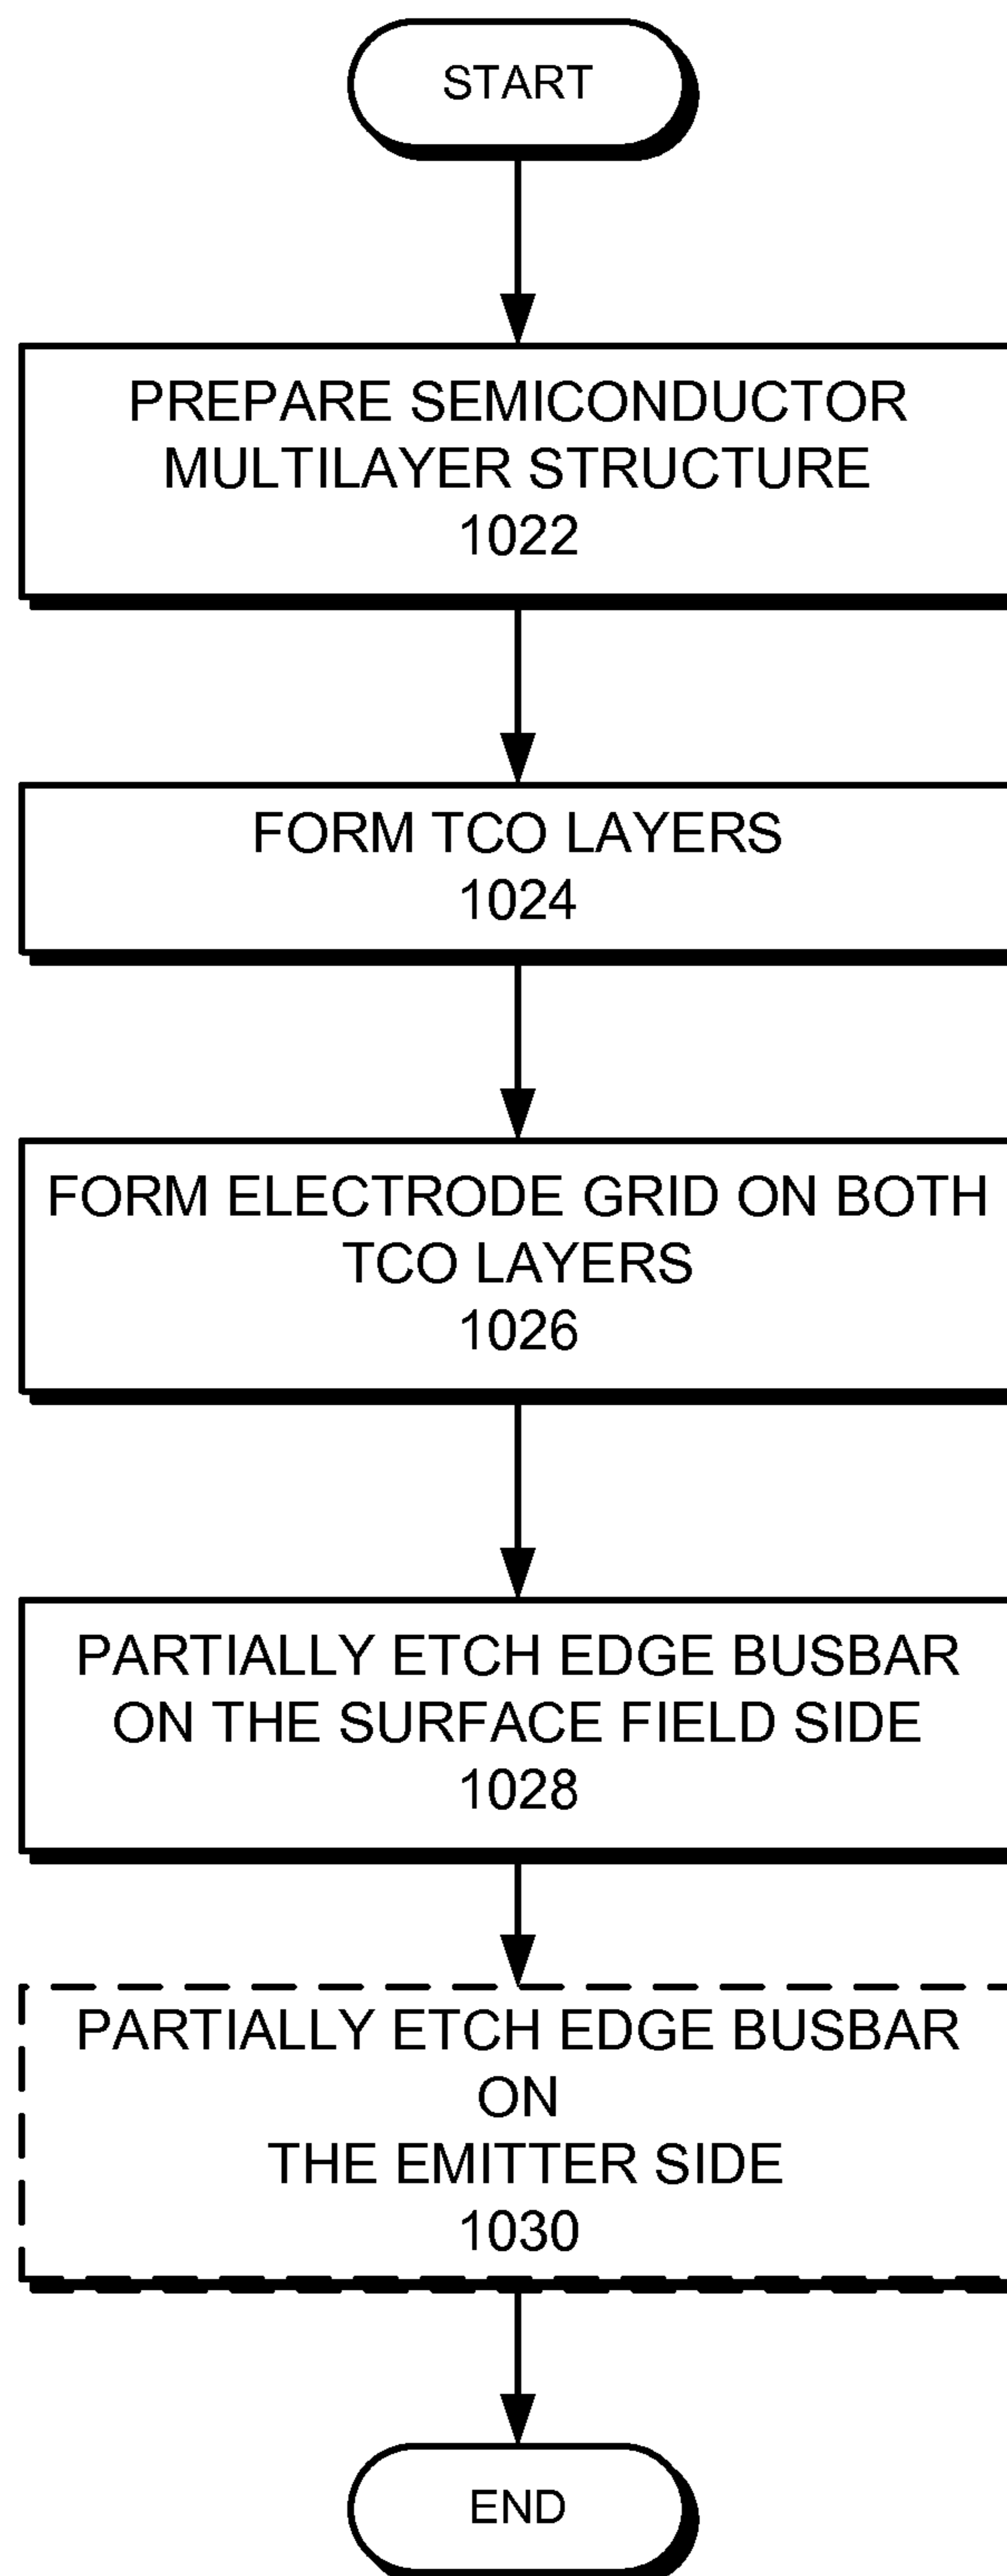 START
PREPARE SEMICONDUCTOR
MULTILAYER STRUCTURE
1022
FORM TCO LAYERS
1024
FORM ELECTRODE GRID ON BOTH
TCO LAYERS
1026
PARTIALLY ETCH EDGE BUSBAR
ON THE SURFACE FIELD SIDE
1028
PARTIALLY ETCH EDGE BUSBAR
ON
THE EMITTER SIDE
1030
END